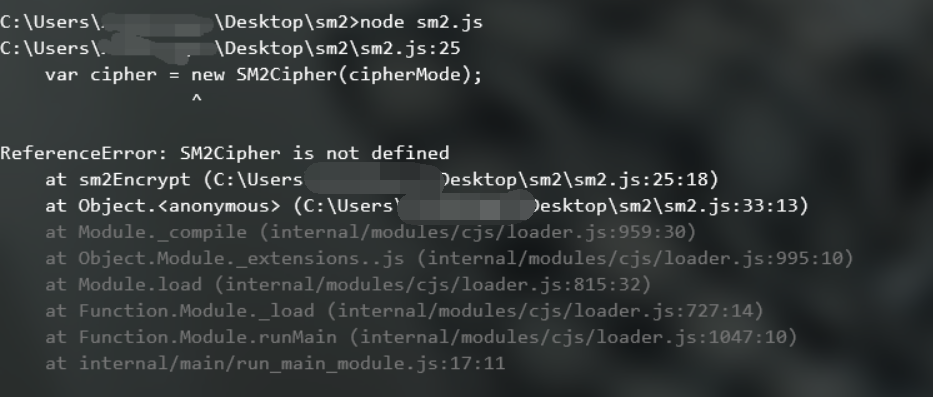 C:\Users\ \Desktop\sm2>node sm2.js
C:\Users\ \Desktop\sm2\sm2.js:25
    var cipher = new SM2Cipher(cipherMode);
                 ^
ReferenceError: SM2Cipher is not defined
    at sm2Encrypt (C:\Users Desktop\sm2\sm2.js:25:18)
    at Object.<anonymous> (C:\Users\ Desktop\sm2\sm2.js:33:13)
    at Module._compile (internal/modules/cjs/loader.js:959:30)
    at Object.Module._extensions..js (internal/modules/cjs/loader.js:995:10)
    at Module.load (internal/modules/cjs/loader.js:815:32)
    at Function.Module._load (internal/modules/cjs/loader.js:727:14)
    at Function.Module.runMain (internal/modules/cjs/loader.js:1047:10)
    at internal/main/run_main_module.js:17:11